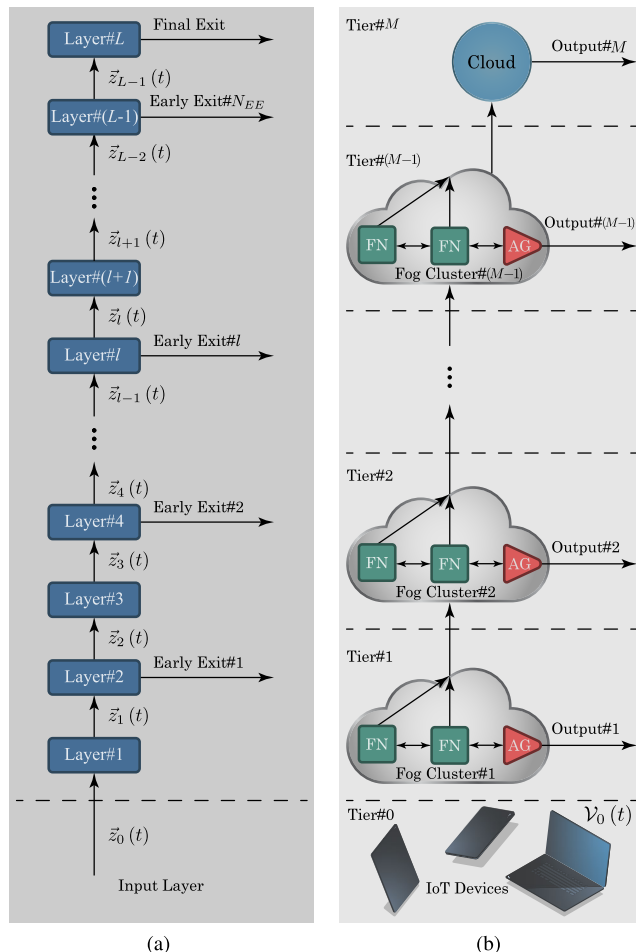 Layer#L
Final Exit
z⃗_{L−1} (t)
Layer#(L-1)
Early Exit#N_{EE}
z⃗_{L−2} (t)
z⃗_{l+1} (t)
Layer#(l+1)
z⃗_l (t)
Layer#l
Early Exit#l
z⃗_{l−1} (t)
z⃗_4 (t)
Layer#4
Early Exit#2
z⃗_3 (t)
Layer#3
z⃗_2 (t)
Layer#2
Early Exit#1
z⃗_1 (t)
Layer#1
z⃗_0 (t)
Input Layer
(a)
Tier#M
Cloud
Output#M
Tier#(M−1)
FN
FN
AG
Output#(M−1)
Fog Cluster#(M−1)
Tier#2
FN
FN
AG
Output#2
Fog Cluster#2
Tier#1
FN
FN
AG
Output#1
Fog Cluster#1
Tier#0
𝒱_0 (t)
IoT Devices
(b)